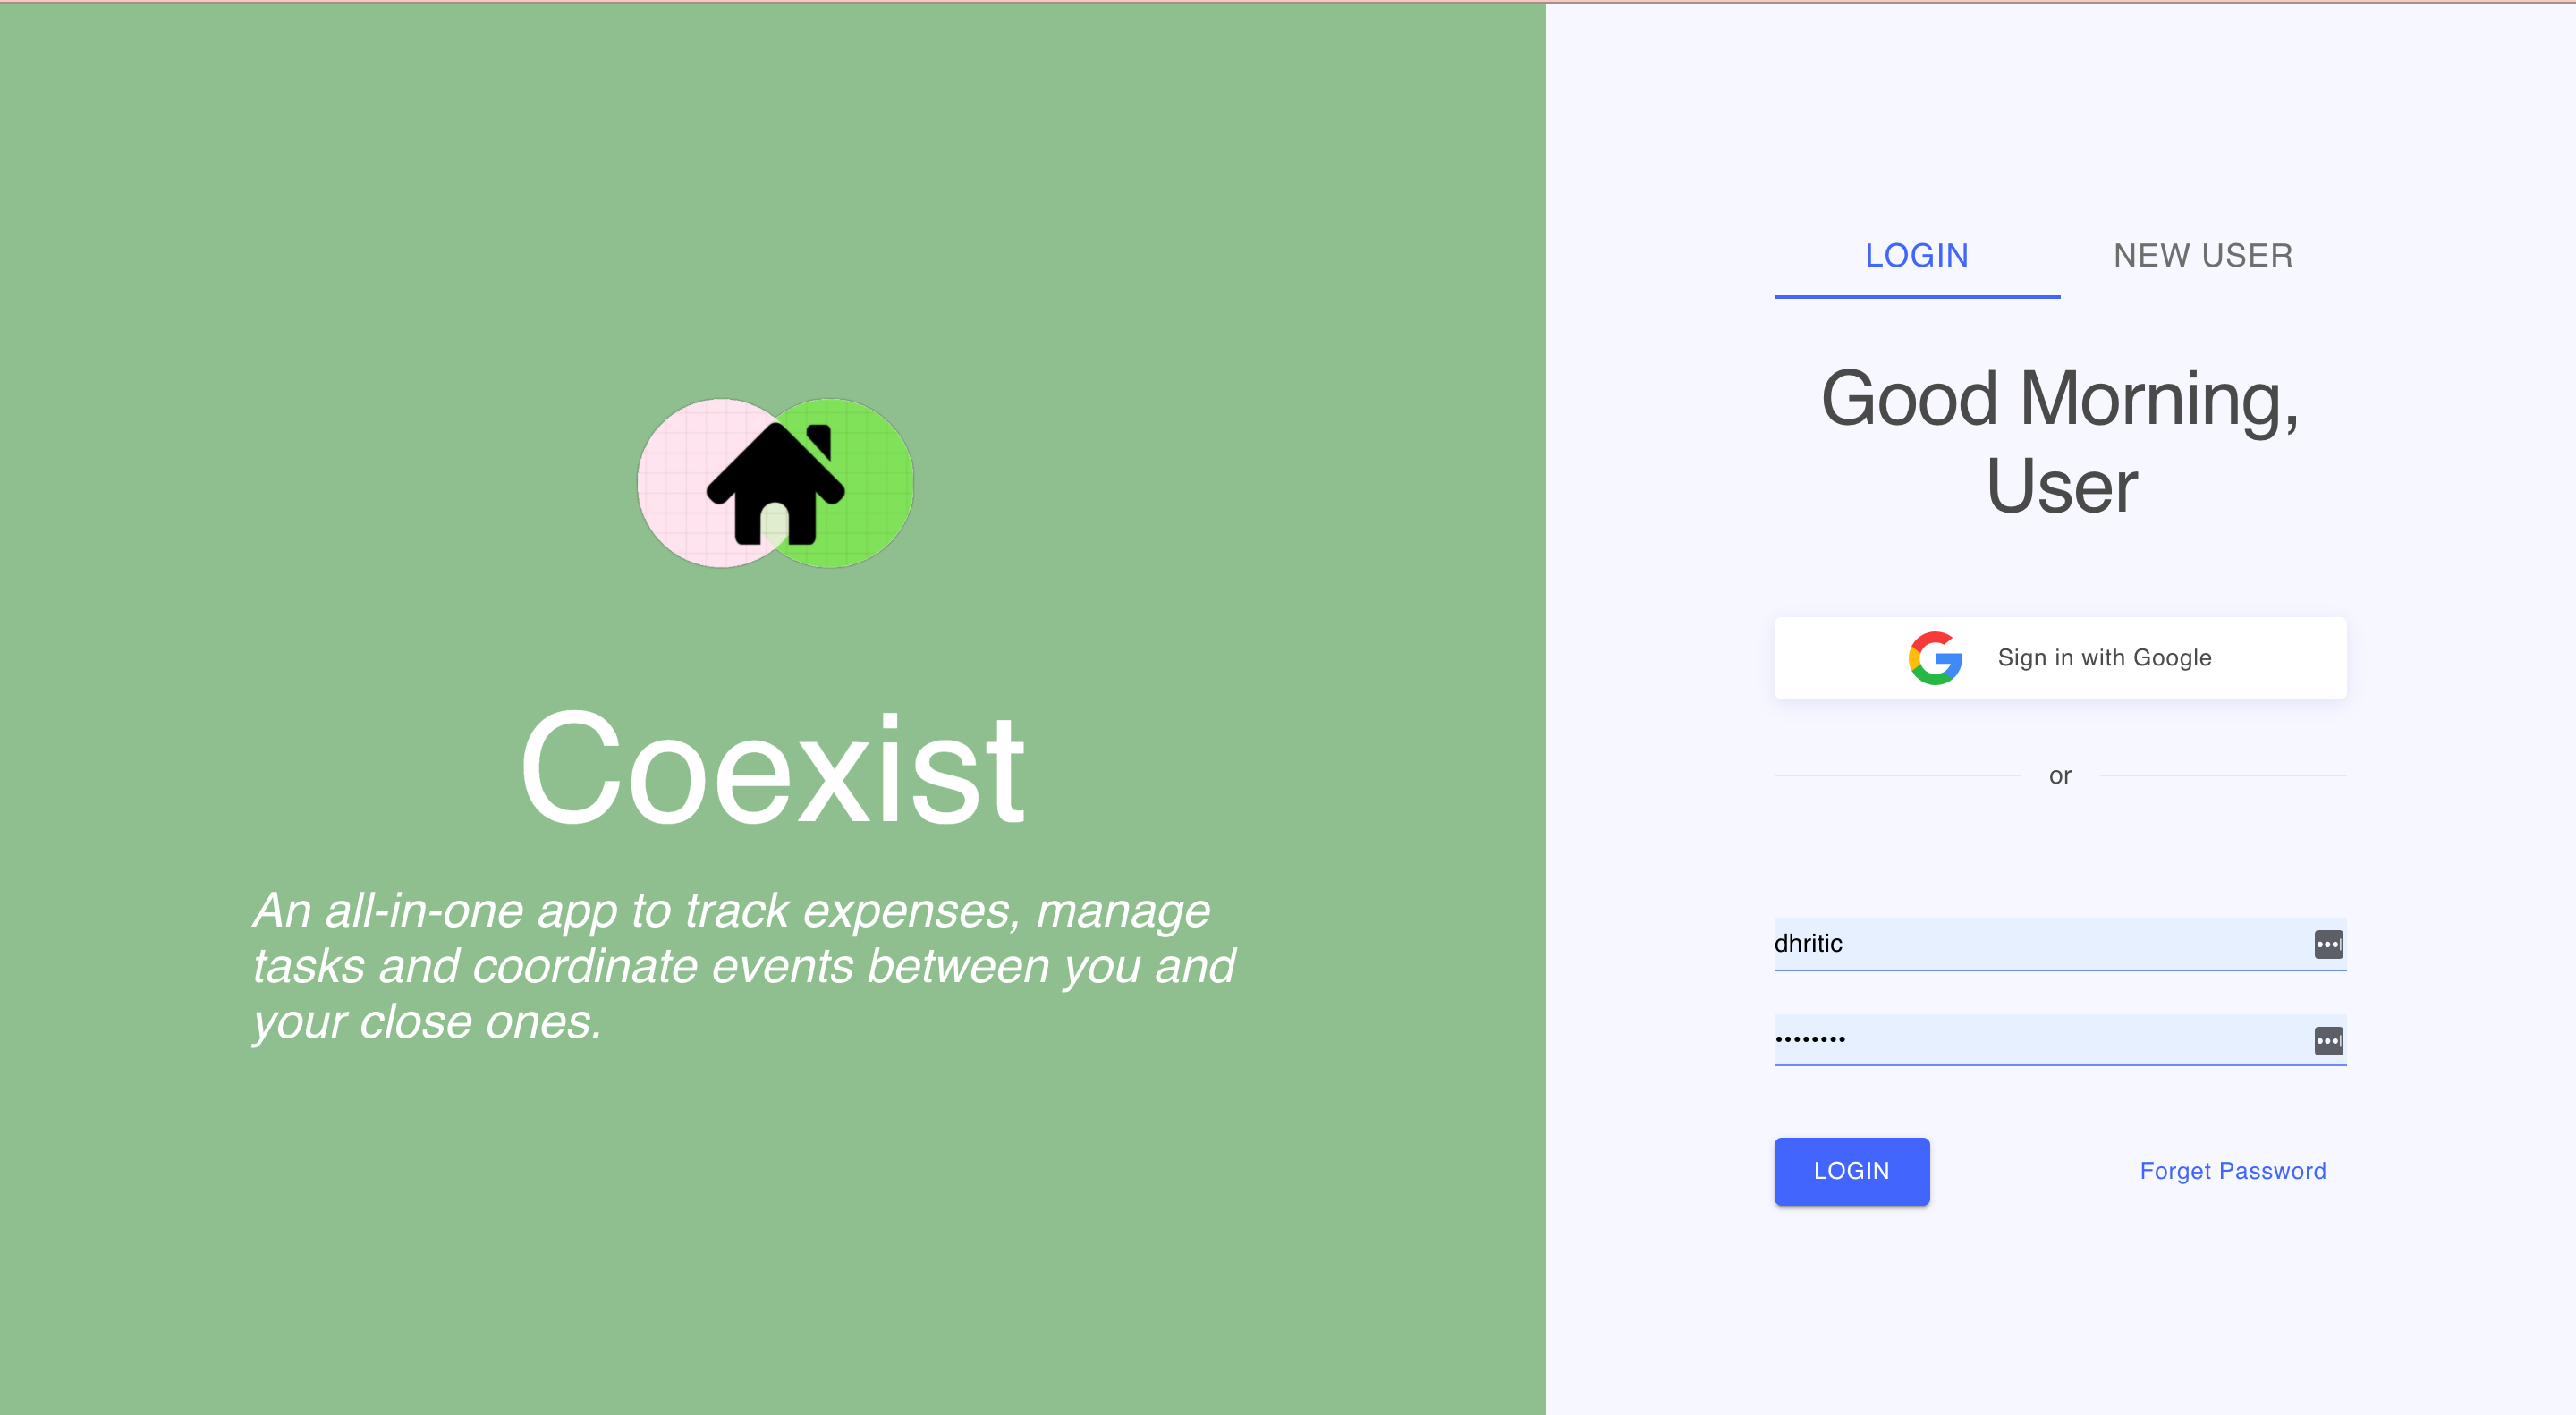 Coexist
An all-in-one app to track expenses, manage
tasks and coordinate events between you and
your close ones.
LOGIN
NEW USER
Good Morning,
User
Sign in with Google
or
dhritic
••••••••
LOGIN
Forget Password